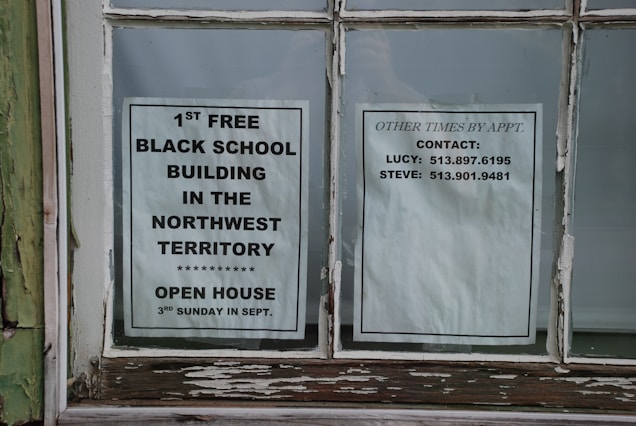 1ST FREE
BLACK SCHOOL
BUILDING
IN THE
NORTHWEST
TERRITORY
**********
OPEN HOUSE
3RD SUNDAY IN SEPT.
OTHER TIMES BY APPT.
CONTACT:
LUCY: 513.897.6195
STEVE: 513.901.9481